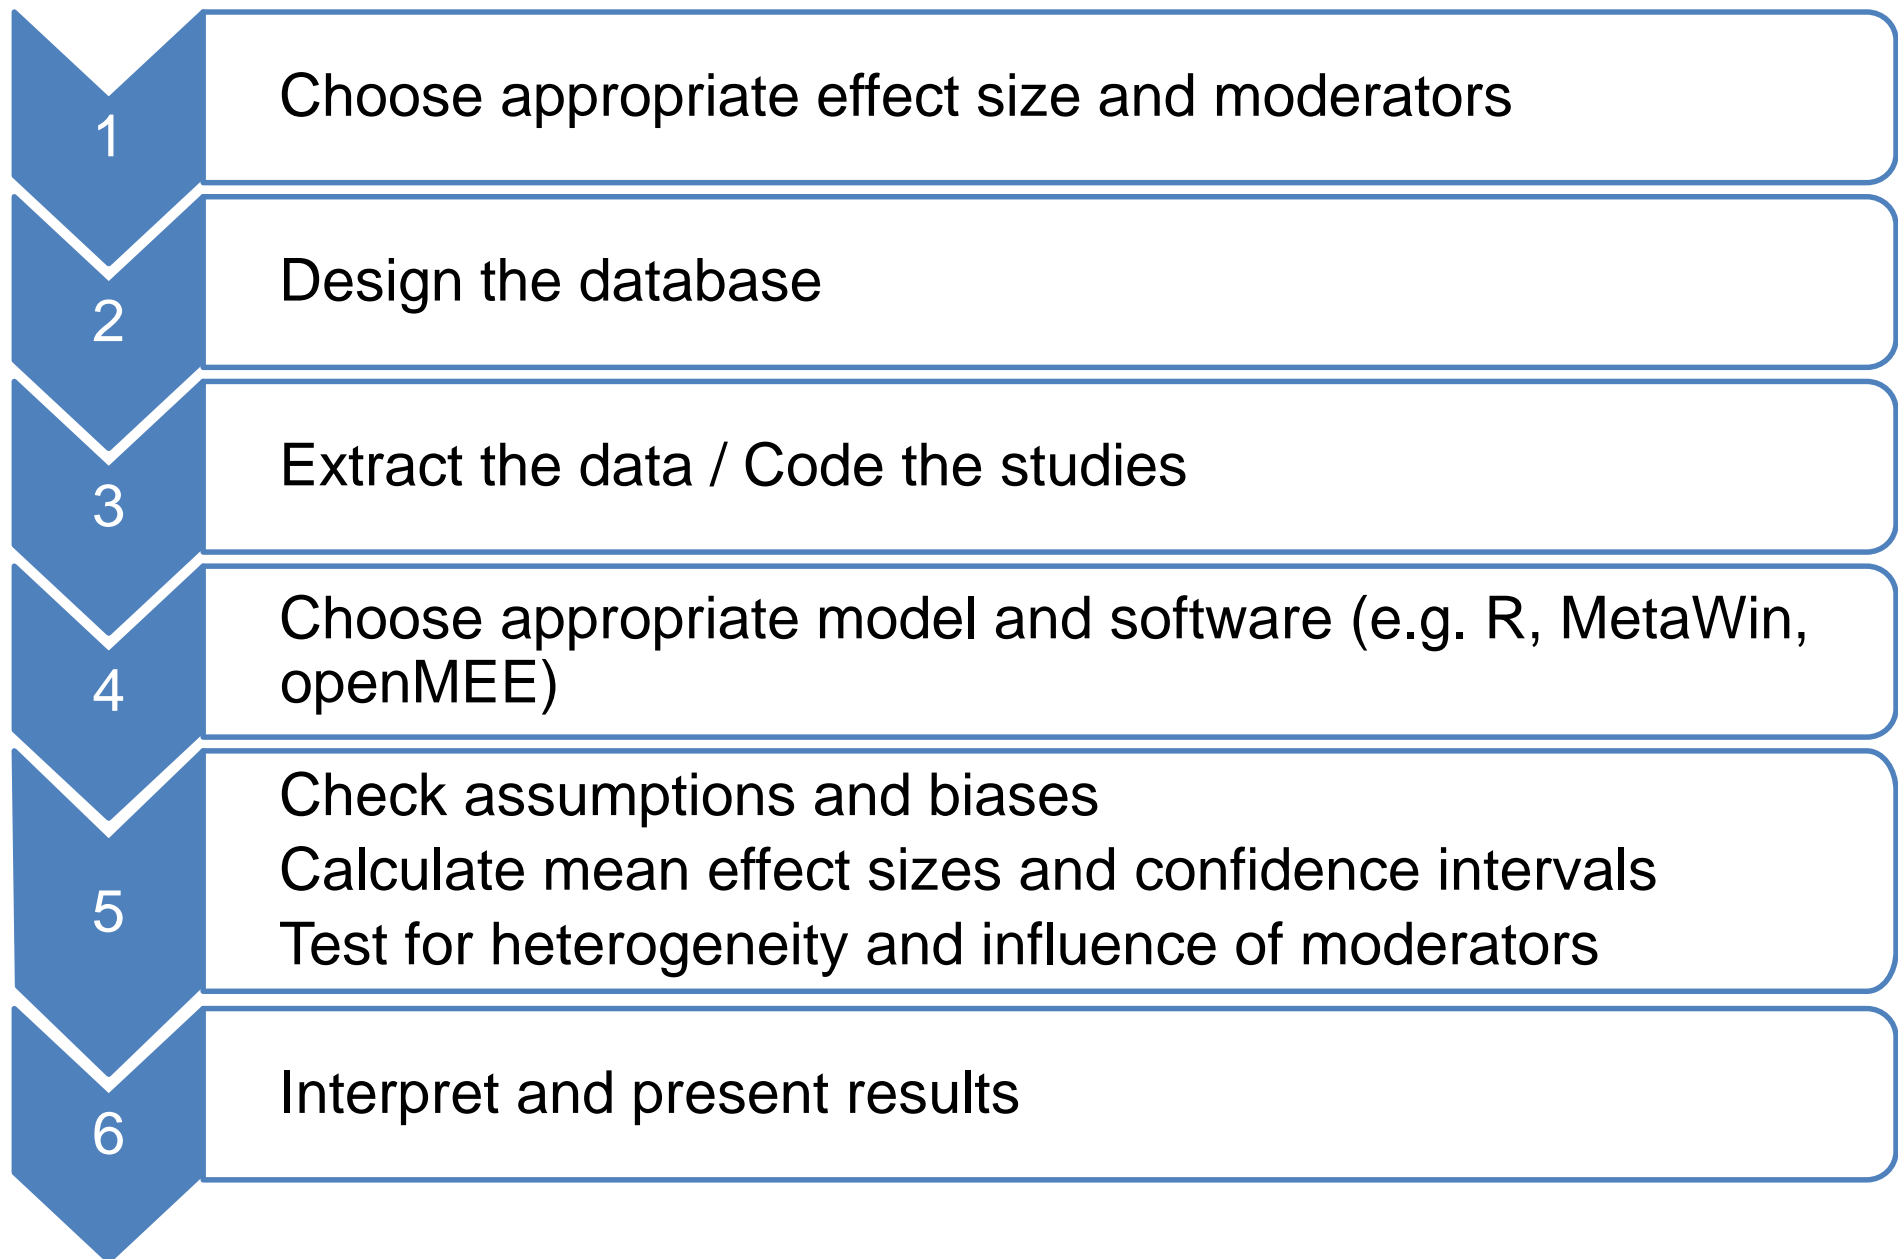 1
Choose appropriate effect size and moderators
2
Design the database
3
Extract the data / Code the studies
4
Choose appropriate model and software (e.g. R, MetaWin,
openMEE)
5
Check assumptions and biases
Calculate mean effect sizes and confidence intervals
Test for heterogeneity and influence of moderators
6
Interpret and present results